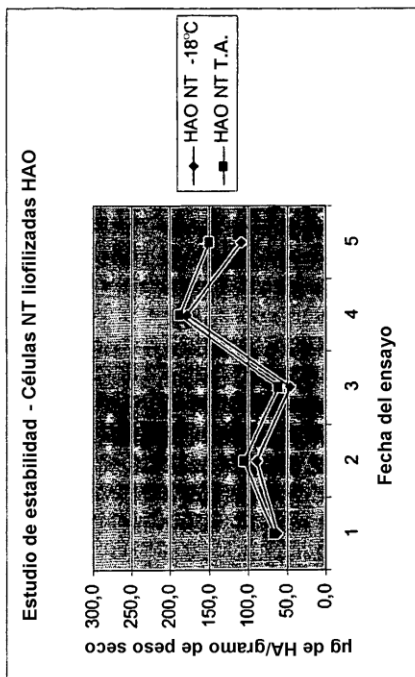 Estudio de estabilidad - Células NT liofilizadas HAO
µg de HA/gramo de peso seco
300,0
250,0
200,0
150,0
100,0
50,0
0,0
1 2 3 4 5
Fecha del ensayo
HAO NT -18ºC
HAO NT T.A.